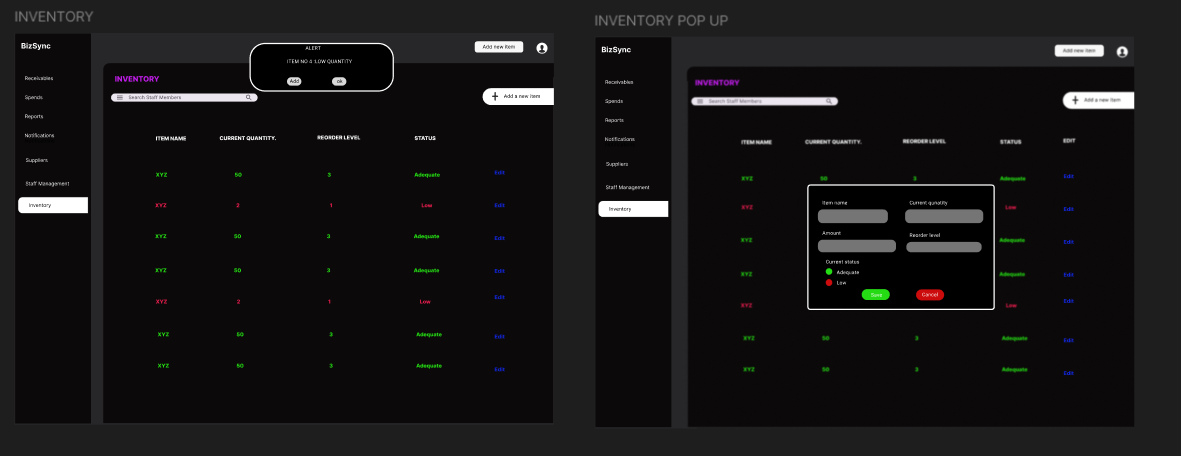 INVENTORY
BizSync
Receivables
Spends
Reports
Notifications
Suppliers
Staff Management
Inventory
ALERT
ITEM NO 4 :LOW QUANTITY
Add ok
Add new Item
INVENTORY
Search Staff Members
+ Add a new item
ITEM NAME CURRENT QUANTITY. REORDER LEVEL STATUS
XYZ 50 3 Adequate Edit
XYZ 2 1 Low Edit
XYZ 50 3 Adequate Edit
XYZ 50 3 Adequate Edit
XYZ 2 1 Low Edit
XYZ 50 3 Adequate Edit
XYZ 50 3 Adequate Edit
INVENTORY POP UP
BizSync
Receivables
Spends
Reports
Notifications
Suppliers
Staff Management
Inventory
Add new Item
INVENTORY
Search Staff Members
+ Add a new item
ITEM NAME CURRENT QUANTITY. REORDER LEVEL STATUS EDIT
XYZ 50 3 Adequate Edit
XYZ Low Edit
XYZ Adequate Edit
XYZ Adequate Edit
XYZ Low Edit
XYZ 50 3 Adequate Edit
XYZ 50 3 Adequate Edit
Item name Current qunatity
Amount Reorder level
Current status
Adequate
Low
Save Cancel